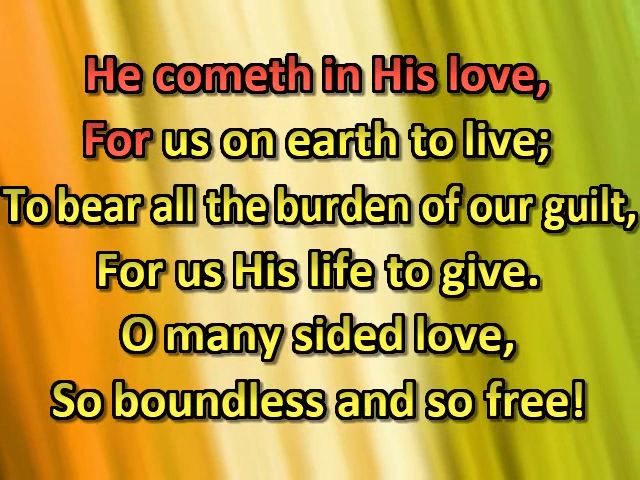 He cometh in His love,
For us on earth to live;
To bear all the burden of our guilt,
For us His life to give.
O many sided love,
So boundless and so free!